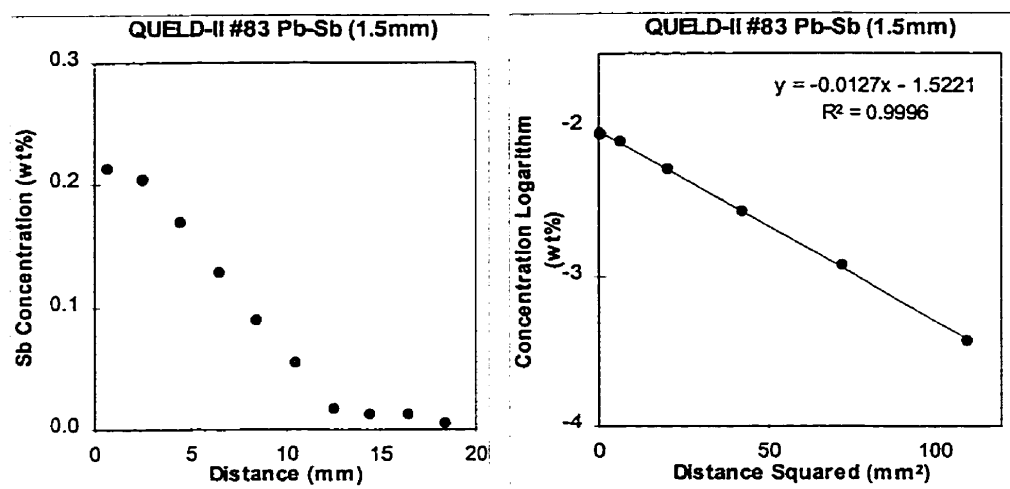 QUELD-II #83 Pb-Sb (1.5mm)
0.3
0.2
0.1
0.0
Sb Concentration (wt%)
0
5
10
15
20
Distance (mm)
QUELD-II #83 Pb-Sb (1.5mm)
y = -0.0127x - 1.5221
R² = 0.9996
-2
-3
-4
Concentration Logarithm
(wt%)
0
50
100
Distance Squared (mm²)